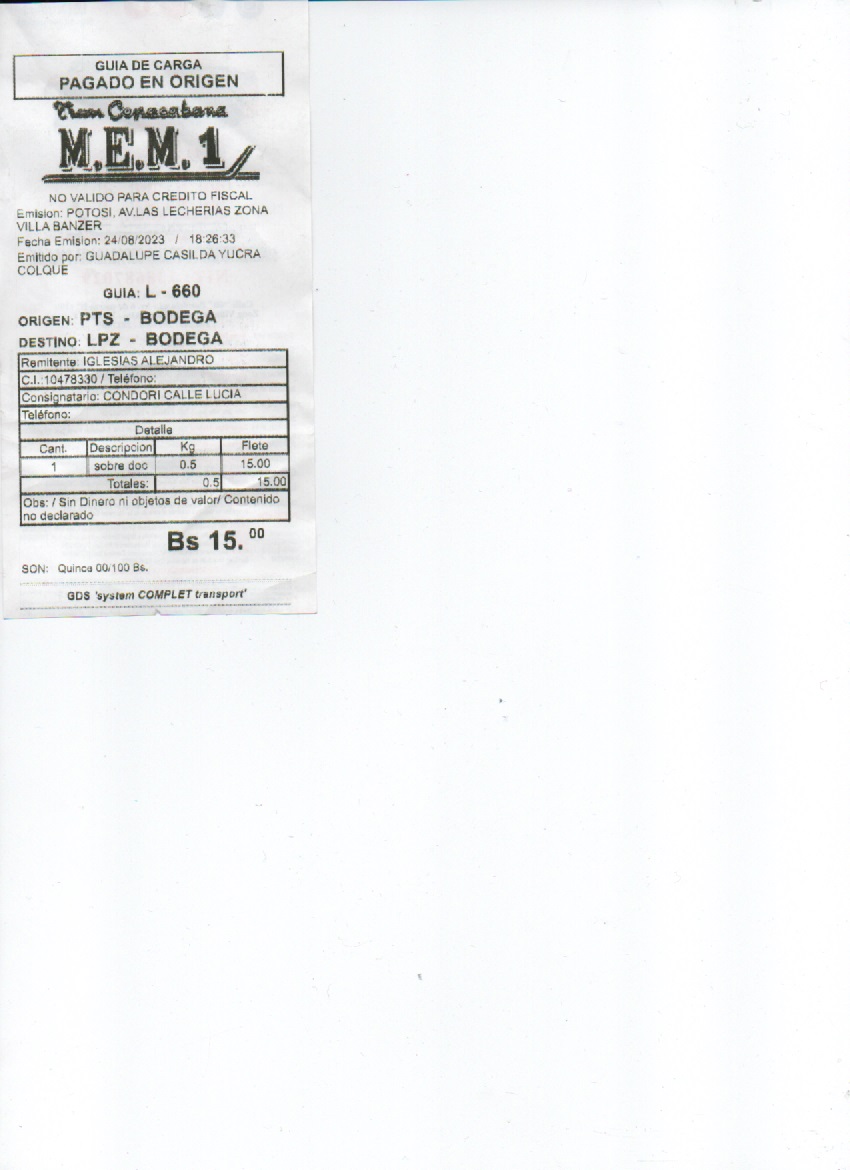 GUIA DE CARGA
PAGADO EN ORIGEN
Tran Copacabana
M.E.M. 1
NO VALIDO PARA CREDITO FISCAL
Emision: POTOSI, AV.LAS LECHERIAS ZONA
VILLA BANZER
Fecha Emision: 24/08/2023 / 18:26:33
Emitido por: GUADALUPE CASILDA YUCRA
COLQUE
GUIA: L - 660
ORIGEN: PTS - BODEGA
DESTINO: LPZ - BODEGA
Remitente: IGLESIAS ALEJANDRO
C.I.:10478330 / Teléfono:
Consignatario: CONDORI CALLE LUCIA
Teléfono:
Detalle
Cant. Descripcion Kg Flete
1 sobre doc 0.5 15.00
Totales: 0.5 15.00
Obs: / Sin Dinero ni objetos de valor/ Contenido
no declarado
Bs 15.00
SON: Quince 00/100 Bs.
GDS 'system COMPLET transport'